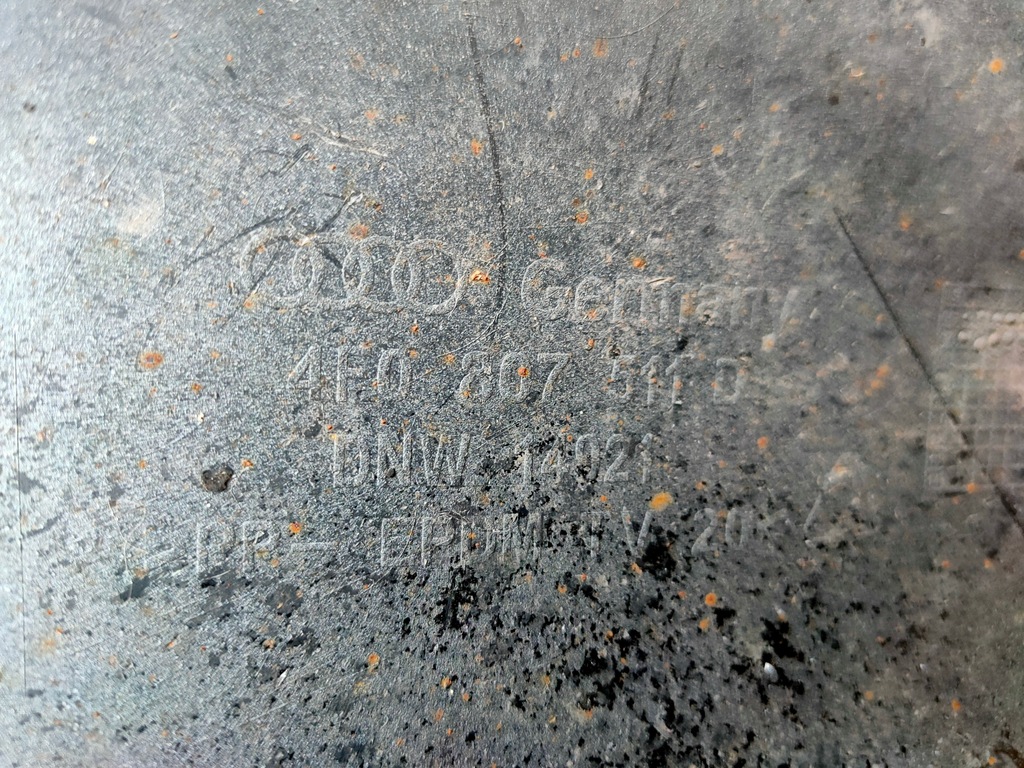 Germany
4F0 807 511 D
DNW 14021
PP-EPDM TV 20